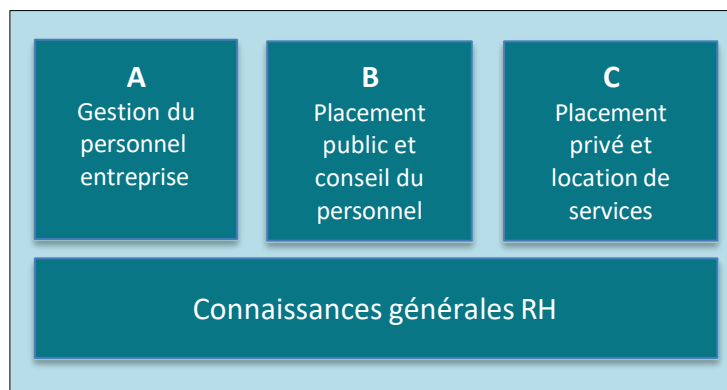 A
Gestion du
personnel
entreprise
B
Placement
public et
conseil du
personnel
C
Placement
privé et
location de
services
Connaissances générales RH